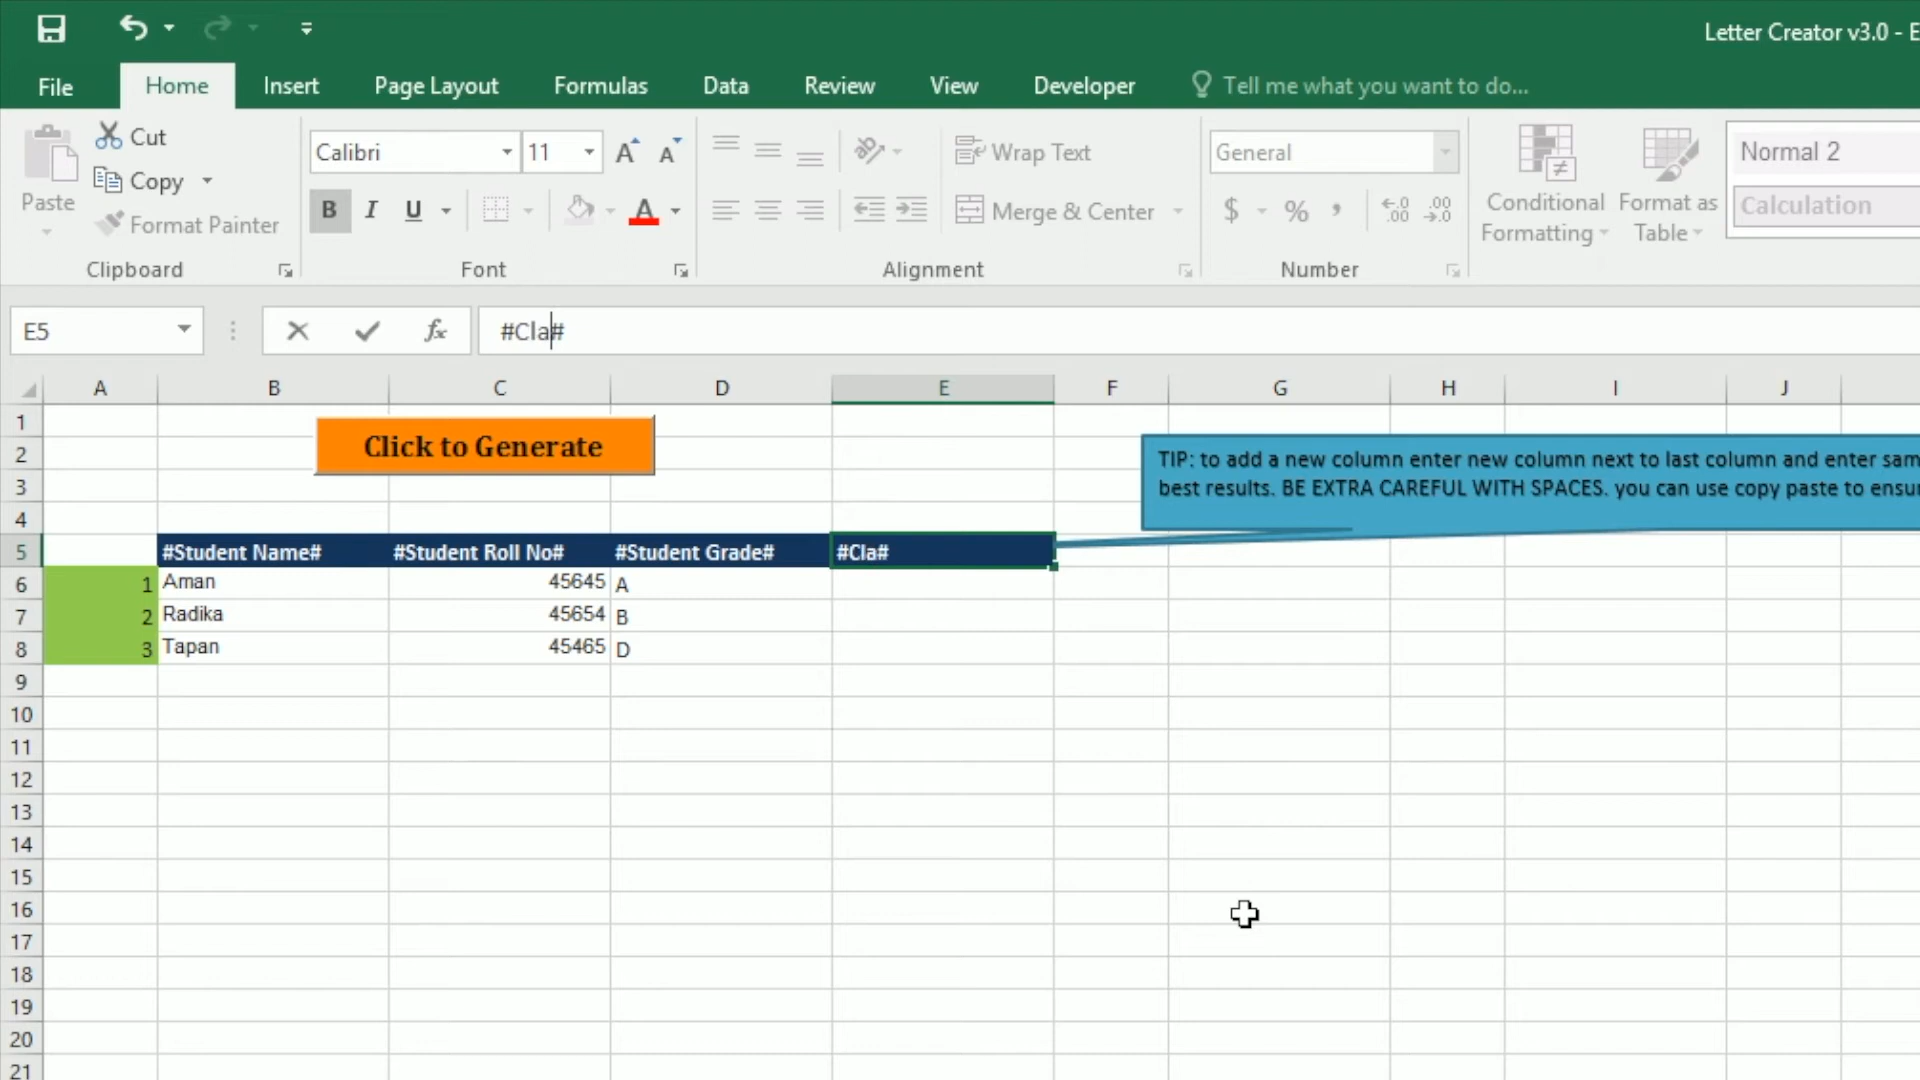 Letter Creator v3.0 - E
File Home Insert Page Layout Formulas Data Review View Developer Tell me what you want to do...
Paste
Cut
Copy
Format Painter
Clipboard
Calibri 11
B I U A
Font
Wrap Text
Merge & Center
Alignment
General
$ % ,
Number
Conditional Formatting
Format as Table
Normal 2
Calculation
E5 fx #Cla#
A B C D E F G H I J
1
2
3
4
5
6
7
8
9
10
11
12
13
14
15
16
17
18
19
20
21
Click to Generate
TIP: to add a new column enter new column next to last column and enter sam
best results. BE EXTRA CAREFUL WITH SPACES. you can use copy paste to ensu
#Student Name# #Student Roll No# #Student Grade# #Cla#
1 Aman 45645 A
2 Radika 45654 B
3 Tapan 45465 D